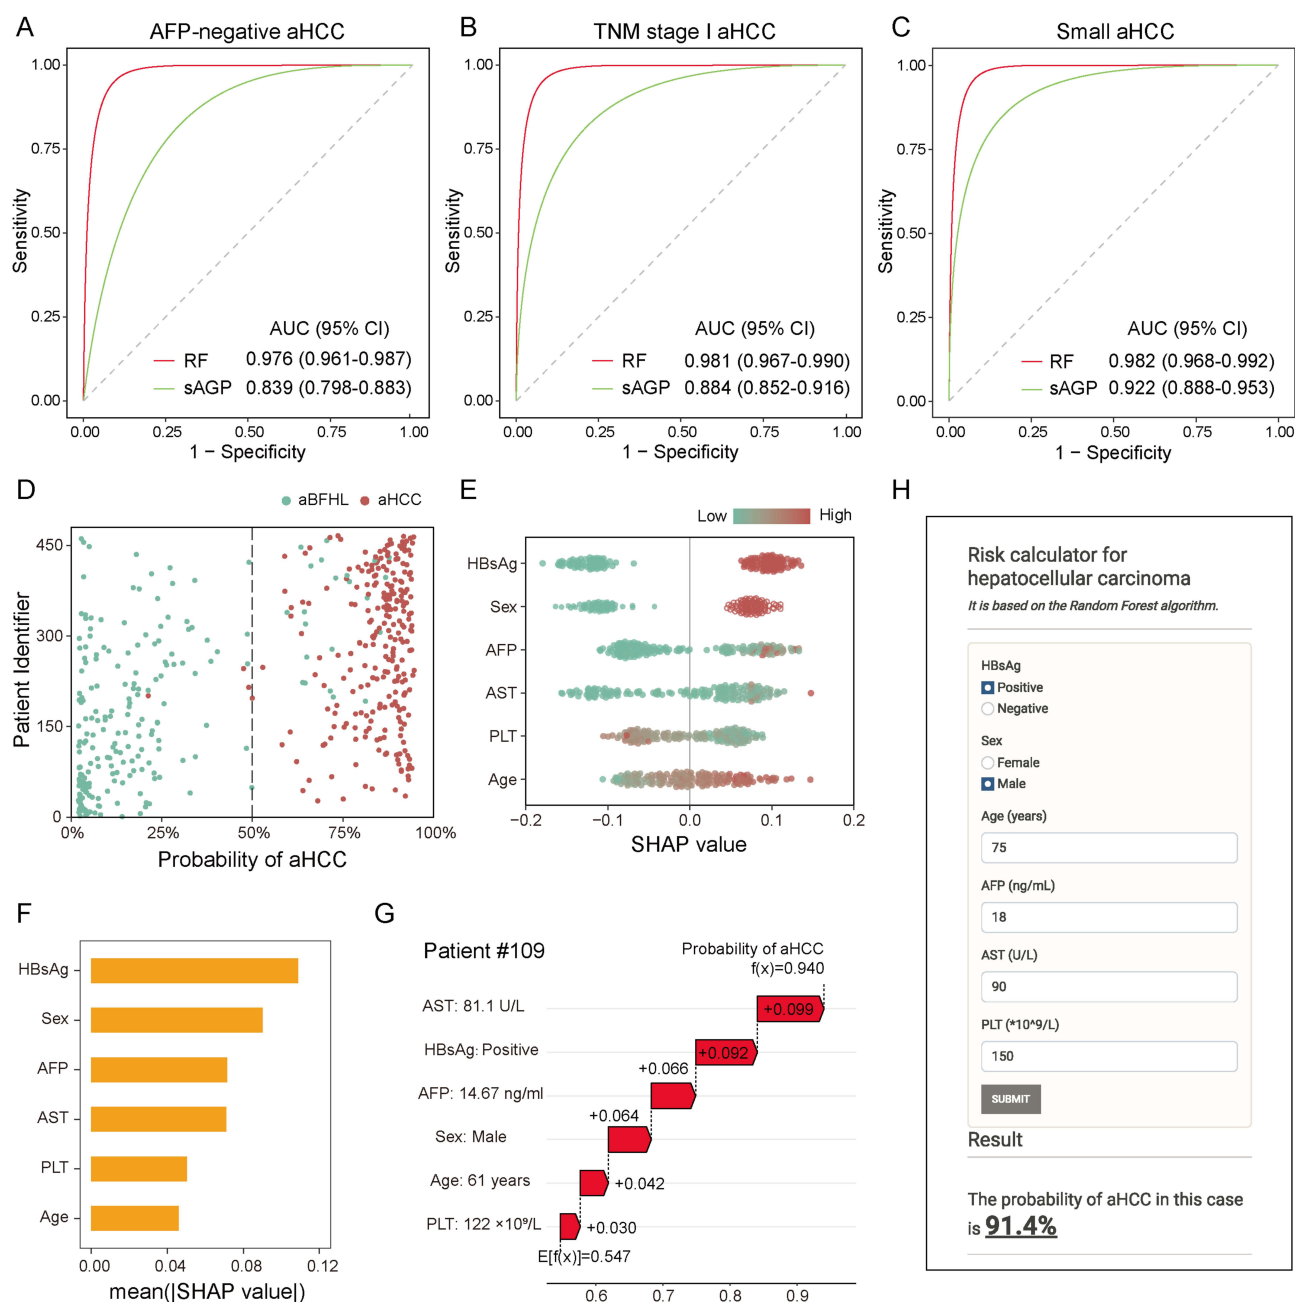 A
AFP-negative aHCC
1.00
0.75
0.50
0.25
0.00
Sensitivity
AUC (95% CI)
RF 0.976 (0.961-0.987)
sAGP 0.839 (0.798-0.883)
0.00 0.25 0.50 0.75 1.00
1 − Specificity
B
TNM stage I aHCC
1.00
0.75
0.50
0.25
0.00
Sensitivity
AUC (95% CI)
RF 0.981 (0.967-0.990)
sAGP 0.884 (0.852-0.916)
0.00 0.25 0.50 0.75 1.00
1 − Specificity
C
Small aHCC
1.00
0.75
0.50
0.25
0.00
Sensitivity
AUC (95% CI)
RF 0.982 (0.968-0.992)
sAGP 0.922 (0.888-0.953)
0.00 0.25 0.50 0.75 1.00
1 − Specificity
D
aBFHL aHCC
450
300
150
0
Patient Identifier
0% 25% 50% 75% 100%
Probability of aHCC
E
Low High
HBsAg
Sex
AFP
AST
PLT
Age
−0.2 −0.1 0.0 0.1 0.2
SHAP value
F
HBsAg
Sex
AFP
AST
PLT
Age
0.00 0.04 0.08 0.12
mean(|SHAP value|)
G
Patient #109
Probability of aHCC
f(x)=0.940
AST: 81.1 U/L +0.099
HBsAg: Positive +0.092
+0.066
AFP: 14.67 ng/ml
+0.064
Sex: Male
Age: 61 years +0.042
PLT: 122 ×10⁹/L +0.030
E[f(x)]=0.547
0.6 0.7 0.8 0.9
H
Risk calculator for
hepatocellular carcinoma
It is based on the Random Forest algorithm.
HBsAg
Positive
Negative
Sex
Female
Male
Age (years)
75
AFP (ng/mL)
18
AST (U/L)
90
PLT (*10^9/L)
150
SUBMIT
Result
The probability of aHCC in this case
is 91.4%